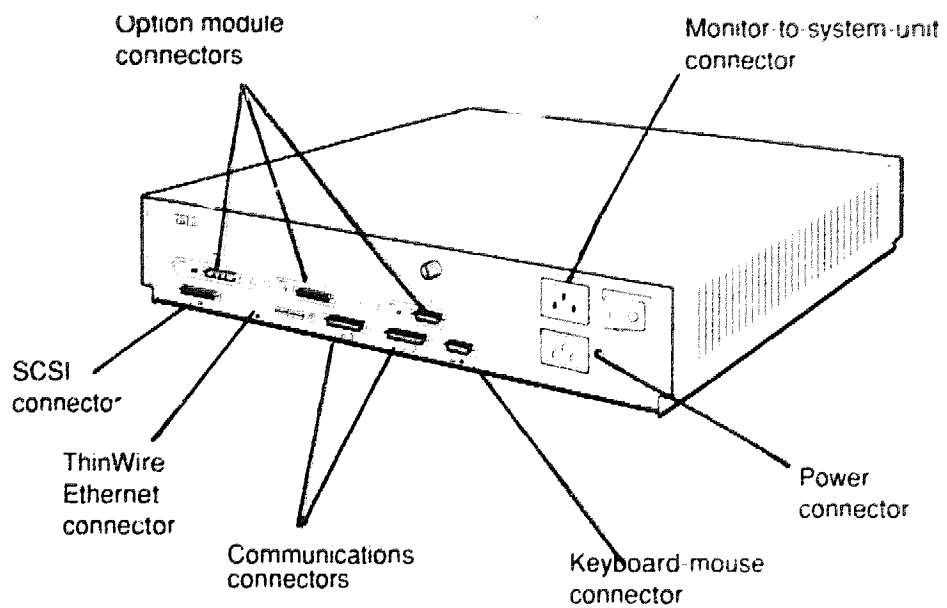 Option module
connectors
Monitor-to-system-unit
connector
SCSI
connector
ThinWire
Ethernet
connector
Communications
connectors
Keyboard-mouse
connector
Power
connector